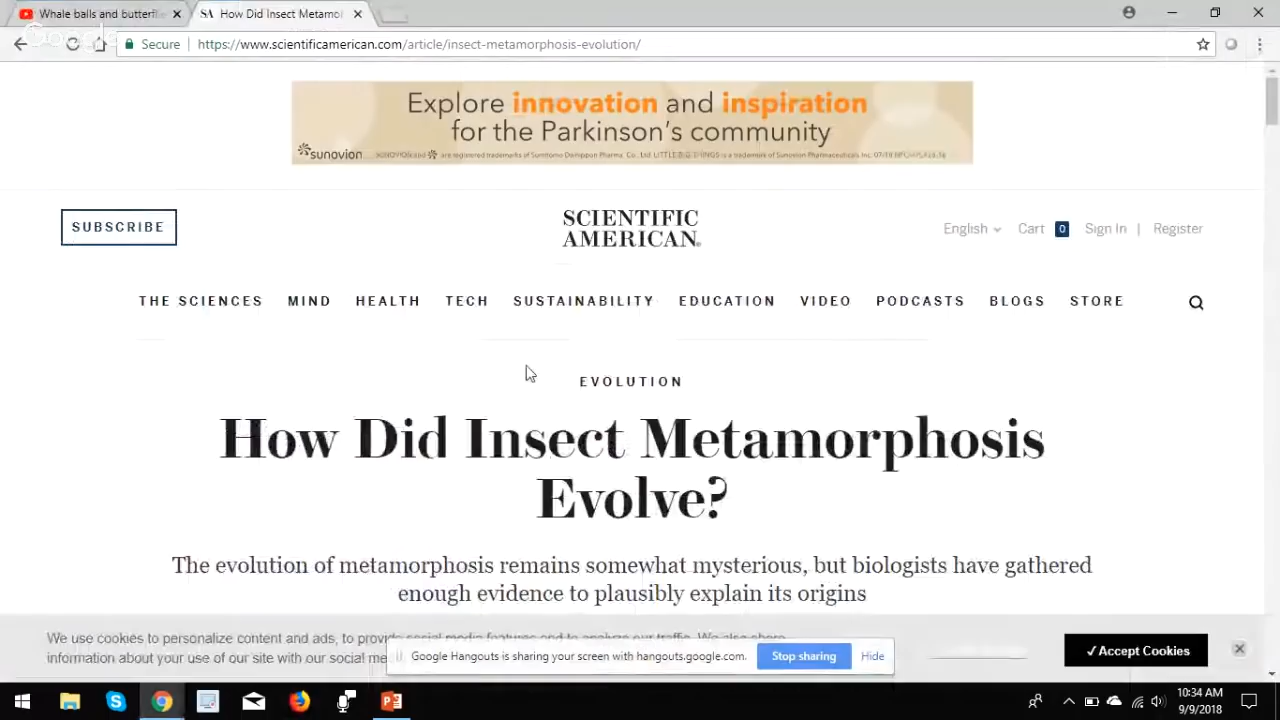 Whale balls and butterfli
SA How Did Insect Metamo
Google
Secure https://www.scientificamerican.com/article/insect-metamorphosis-evolution/
Explore innovation and inspiration
for the Parkinson's community
sunovion
SUBSCRIBE
SCIENTIFIC
AMERICAN®
English
Cart 0
Sign In | Register
THE SCIENCES MIND HEALTH TECH SUSTAINABILITY EDUCATION VIDEO PODCASTS BLOGS STORE
EVOLUTION
How Did Insect Metamorphosis
Evolve?
The evolution of metamorphosis remains somewhat mysterious, but biologists have gathered
enough evidence to plausibly explain its origins
We use cookies to personalize content and ads, to provide social media features and to analyze our traffic. We also share
information about your use of our site with our social me
Google Hangouts is sharing your screen with hangouts.google.com.
Stop sharing
Hide
✓Accept Cookies
10:34 AM
9/9/2018